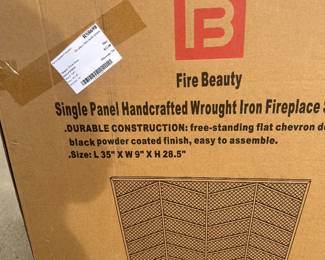 B
Fire Beauty
Single Panel Handcrafted Wrought Iron Fireplace
.DURABLE CONSTRUCTION: free-standing flat chevron
black powder coated finish, easy to assemble.
.Size: L 35" X W 9" X H 28.5"